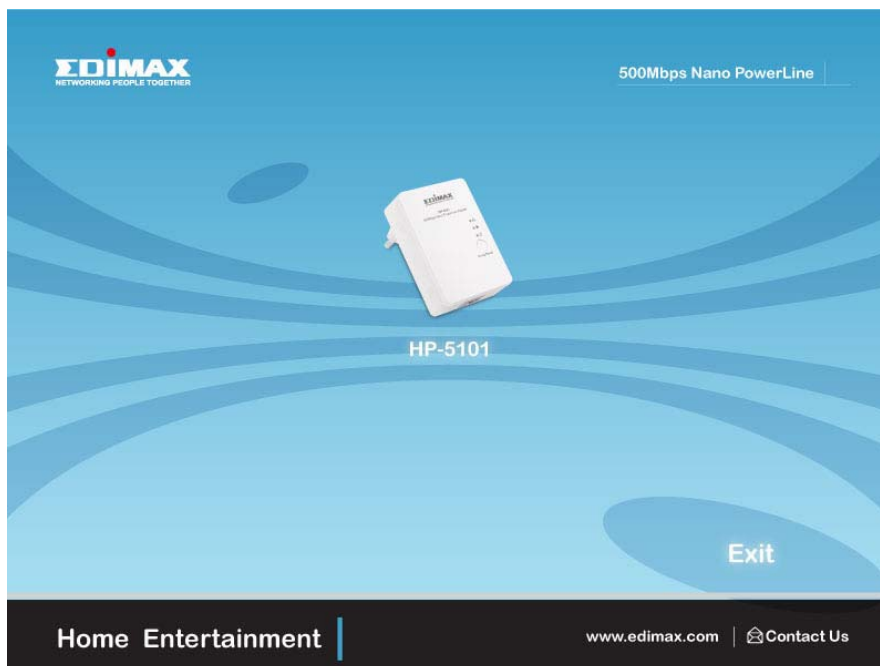 EDIMAX
NETWORKING PEOPLE TOGETHER
500Mbps Nano PowerLine
EDIMAX
HP-5101
Exit
Home Entertainment
www.edimax.com
Contact Us